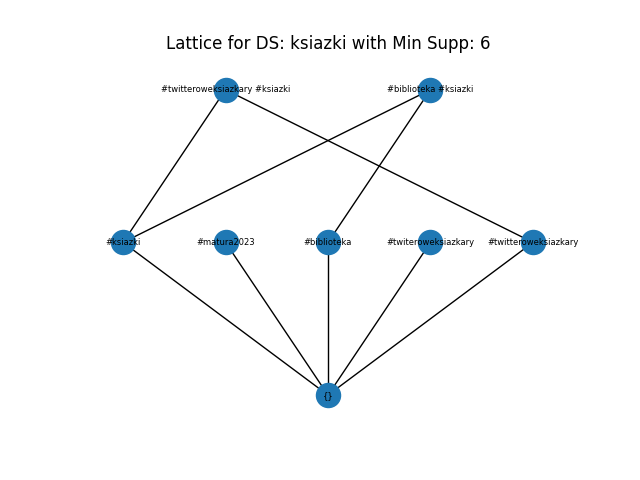 Lattice for DS: ksiazki with Min Supp: 6
#twitteroweksiazkary #ksiazki
#biblioteka #ksiazki
#ksiazki
#matura2023
#biblioteka
#twiteroweksiazkary
#twitteroweksiazkary
{}